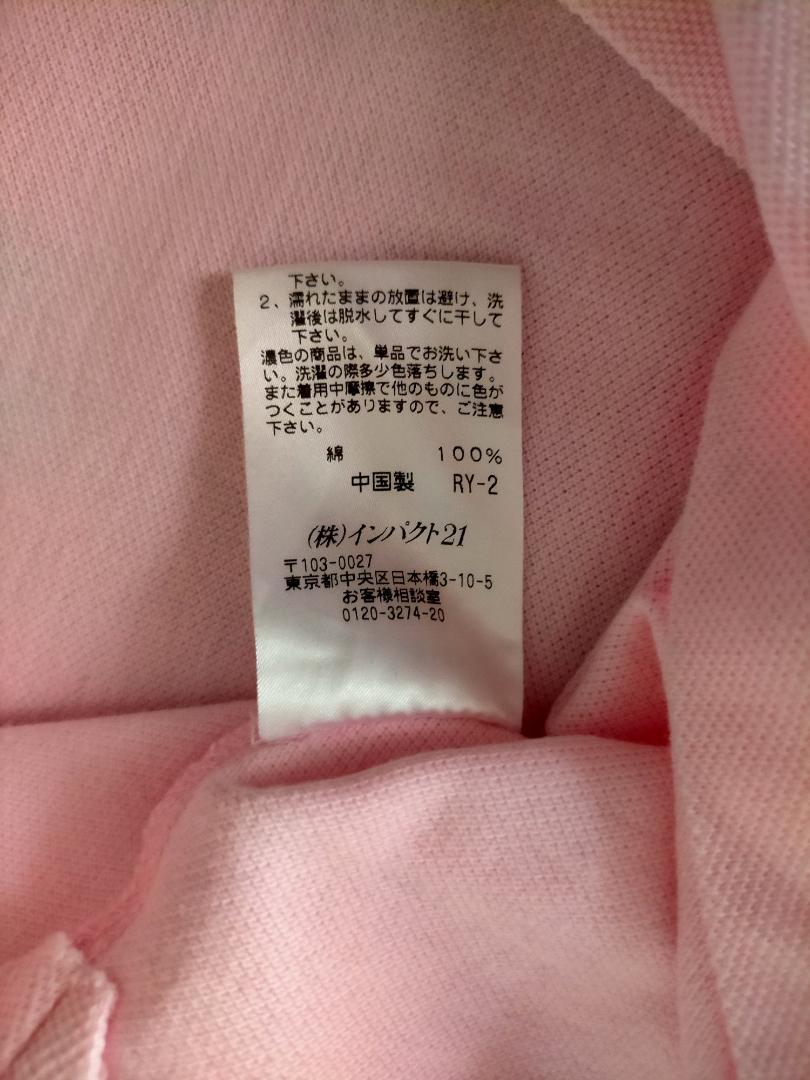 下さい。
2、濡れたままの放置は避け、洗
濯後は脱水してすぐに干して
下さい。
濃色の商品は、単品でお洗い下さ
い。洗濯の際多少色落ちします。
また着用中摩擦で他のものに色が
つくことがありますので、ご注意
下さい。
綿 100%
中国製 RY-2
(株)インパクト21
〒103-0027
東京都中央区日本橋3-10-5
お客様相談室
0120-3274-20